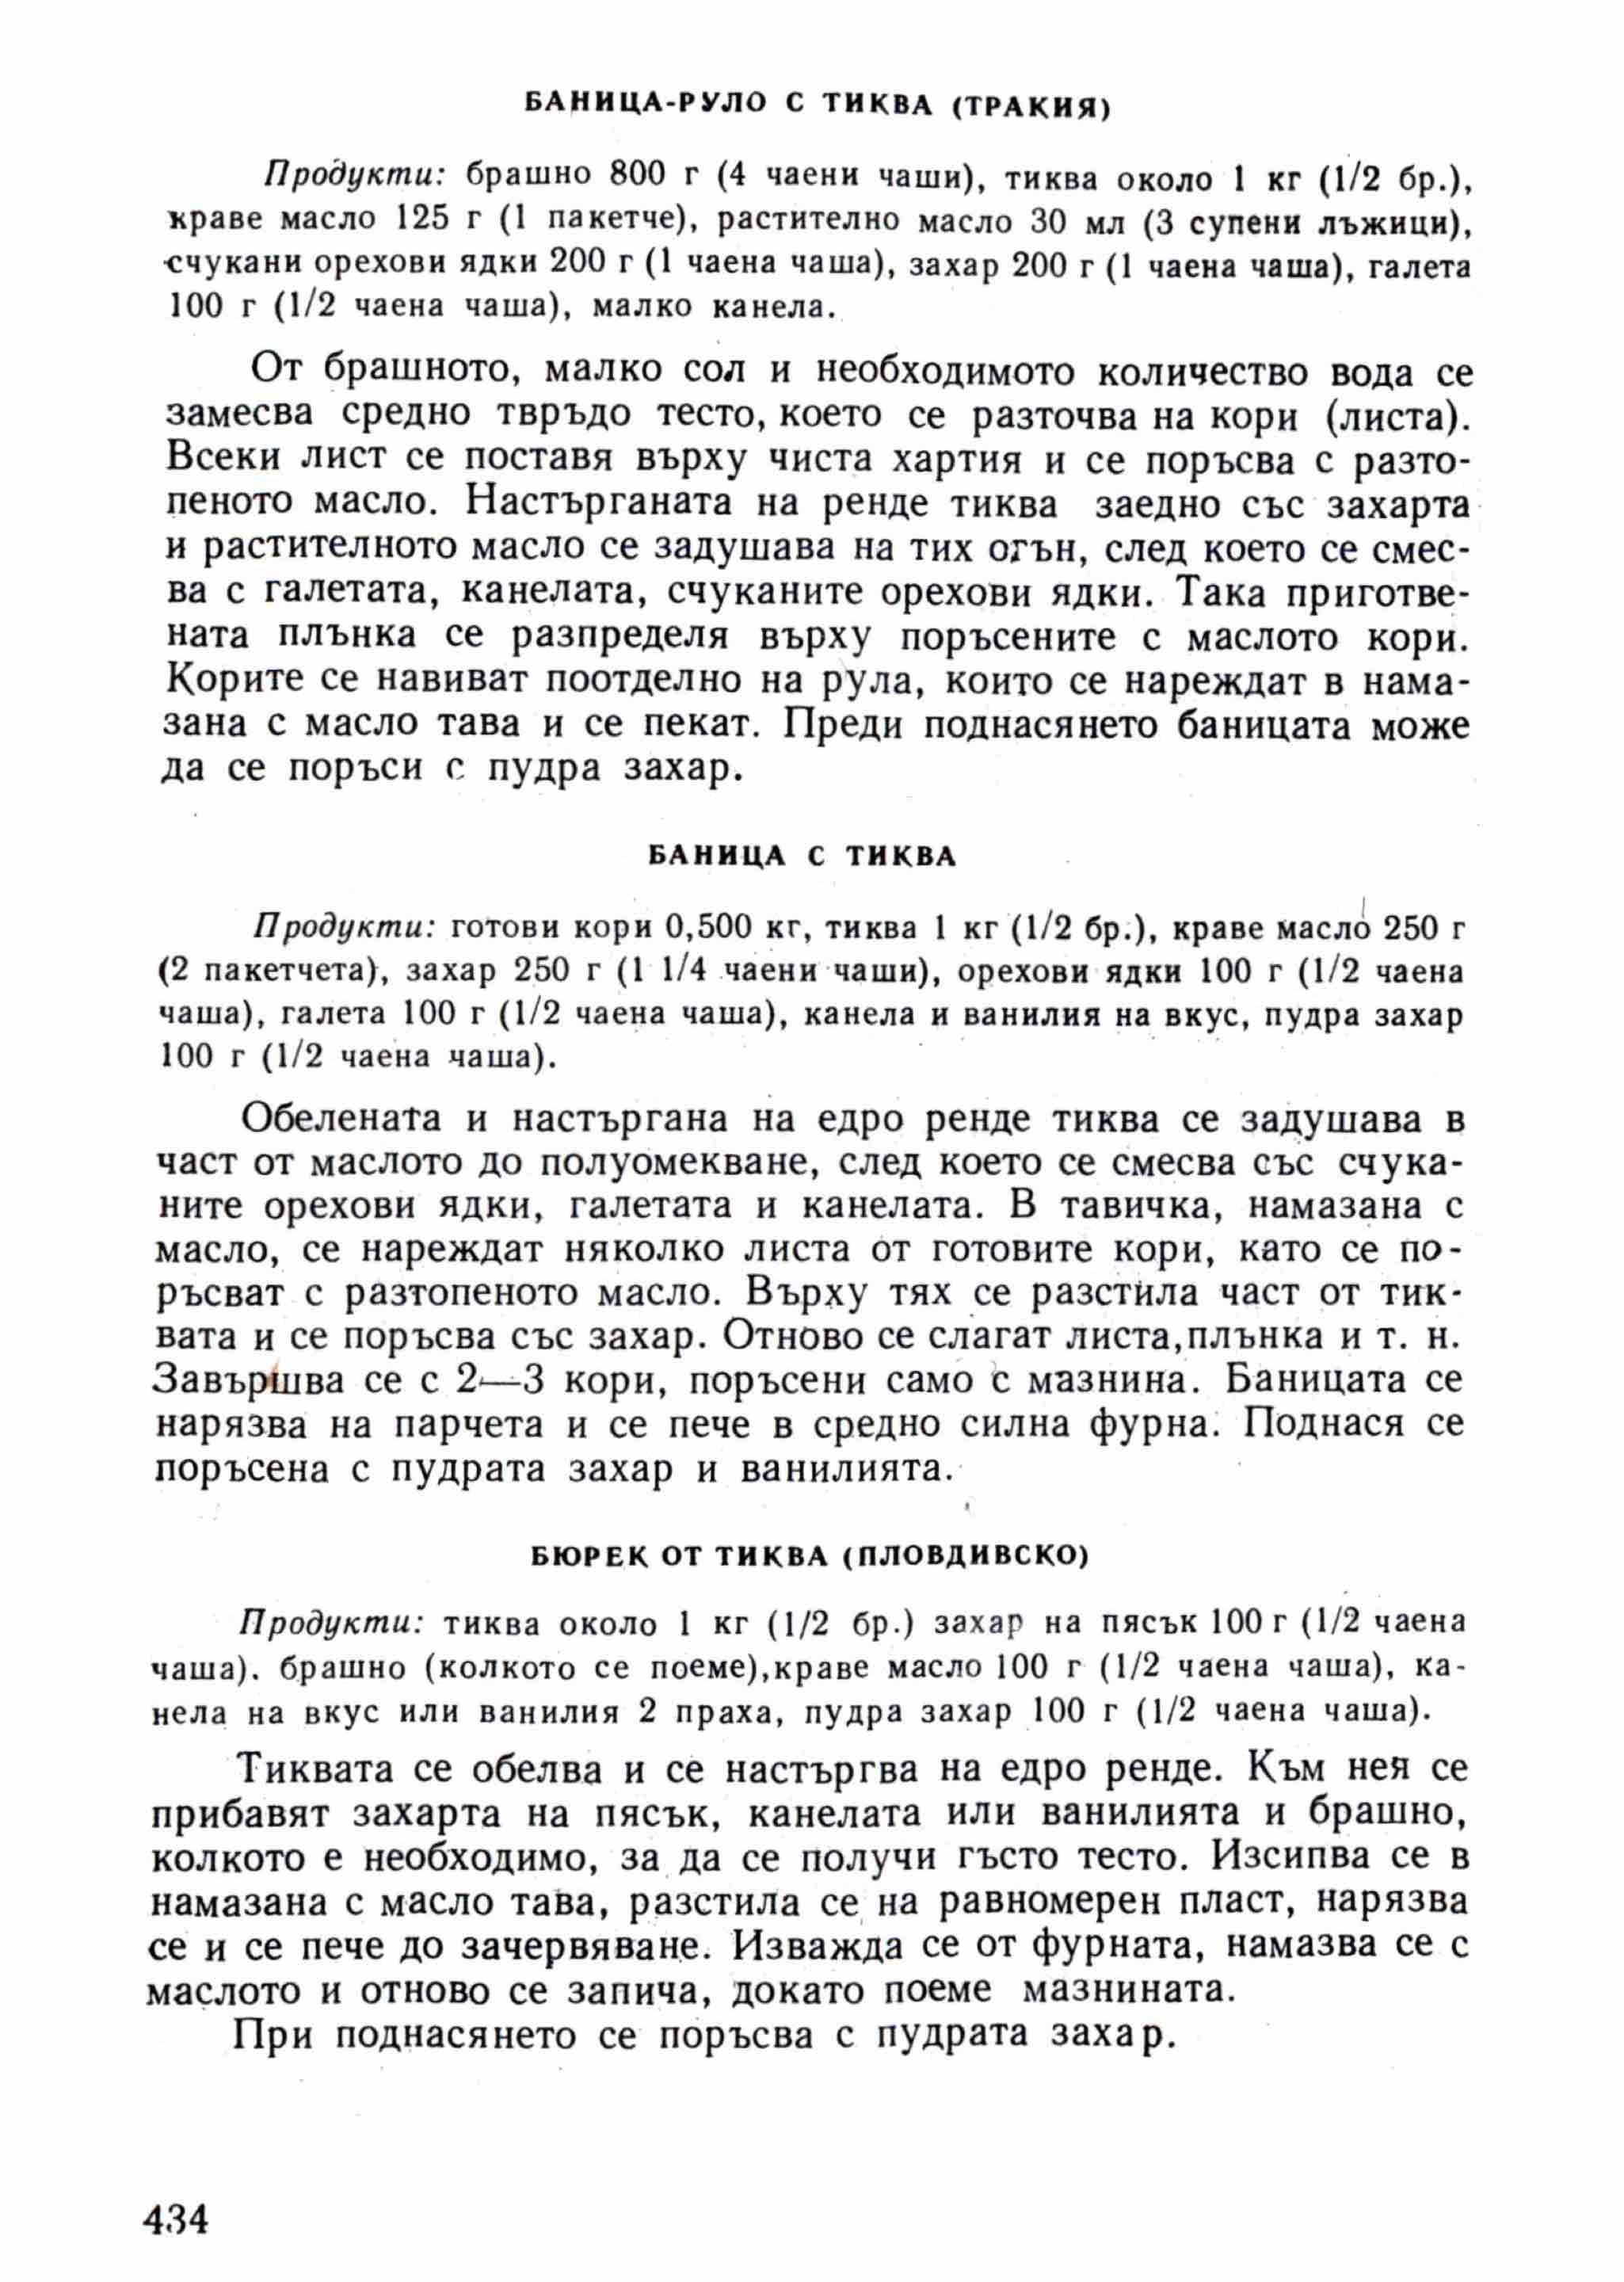 БАНИЦА-РУЛО С ТИКВА (ТРАКИЯ)
Продукти: брашно 800 г (4 чаени чаши), тиква около 1 кг (1/2 бр.),
краве масло 125 г (1 пакетче), растително масло 30 мл (3 супени лъжици),
счукани орехови ядки 200 г (1 чаена чаша), захар 200 г (1 чаена чаша), галета
100 г (1/2 чаена чаша), малко канела.
От брашното, малко сол и необходимото количество вода се
замесва средно твръдо тесто, което се разточва на кори (листа).
Всеки лист се поставя върху чиста хартия и се поръсва с разто-
пеното масло. Настърганата на ренде тиква заедно със захарта
и растителното масло се задушава на тих огън, след което се смес-
ва с галетата, канелата, счуканите орехови ядки. Така приготве-
ната плънка се разпределя върху поръсените с маслото кори.
Корите се навиват поотделно на рула, които се нареждат в нама-
зана с масло тава и се пекат. Преди поднасянето баницата може
да се поръси с пудра захар.
БАНИЦА С ТИКВА
Продукти: готови кори 0,500 кг, тиква 1 кг (1/2 бр.), краве масло 250 г
(2 пакетчета), захар 250 г (1 1/4 чаени чаши), орехови ядки 100 г (1/2 чаена
чаша), галета 100 г (1/2 чаена чаша), канела и ванилия на вкус, пудра захар
100 г (1/2 чаена чаша).
Обелената и настъргана на едро ренде тиква се задушава в
част от маслото до полуомекване, след което се смесва със счука-
ните орехови ядки, галетата и канелата. В тавичка, намазана с
масло, се нареждат няколко листа от готовите кори, като се по-
ръсват с разтопеното масло. Върху тях се разстила част от тик-
вата и се поръсва със захар. Отново се слагат листа,плънка и т. н.
Завършва се с 2—3 кори, поръсени само с мазнина. Баницата се
нарязва на парчета и се пече в средно силна фурна. Поднася се
поръсена с пудрата захар и ванилията.
БЮРЕК ОТ ТИКВА (ПЛОВДИВСКО)
Продукти: тиква около 1 кг (1/2 бр.) захар на пясък 100 г (1/2 чаена
чаша). брашно (колкото се поеме),краве масло 100 г (1/2 чаена чаша), ка-
нела на вкус или ванилия 2 праха, пудра захар 100 г (1/2 чаена чаша).
Тиквата се обелва и се настъргва на едро ренде. Към нея се
прибавят захарта на пясък, канелата или ванилията и брашно,
колкото е необходимо, за да се получи гъсто тесто. Изсипва се в
намазана с масло тава, разстила се на равномерен пласт, нарязва
се и се пече до зачервяване. Изважда се от фурната, намазва се с
маслото и отново се запича, докато поеме мазнината.
При поднасянето се поръсва с пудрата захар.
434